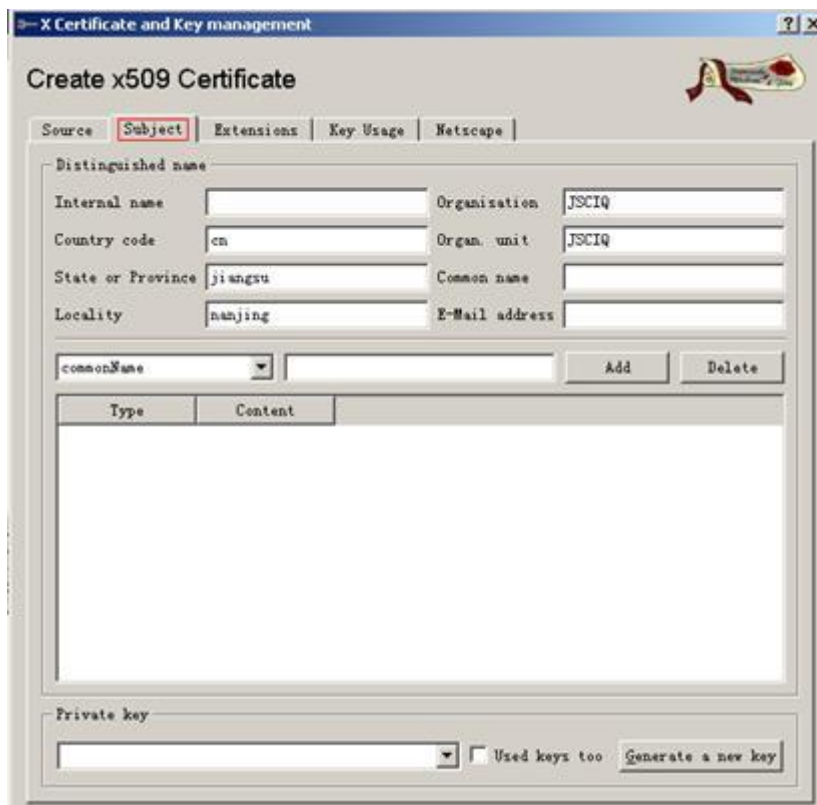 X Certificate and Key management
Create x509 Certificate
Source Subject Extensions Key Usage Netscape
Distinguished name
Internal name Organisation JSCIQ
Country code cn Organ. unit JSCIQ
State or Province jiangsu Common name
Locality nanjing E-Mail address
commonName Add Delete
Type Content
Private key
Used keys too Generate a new key